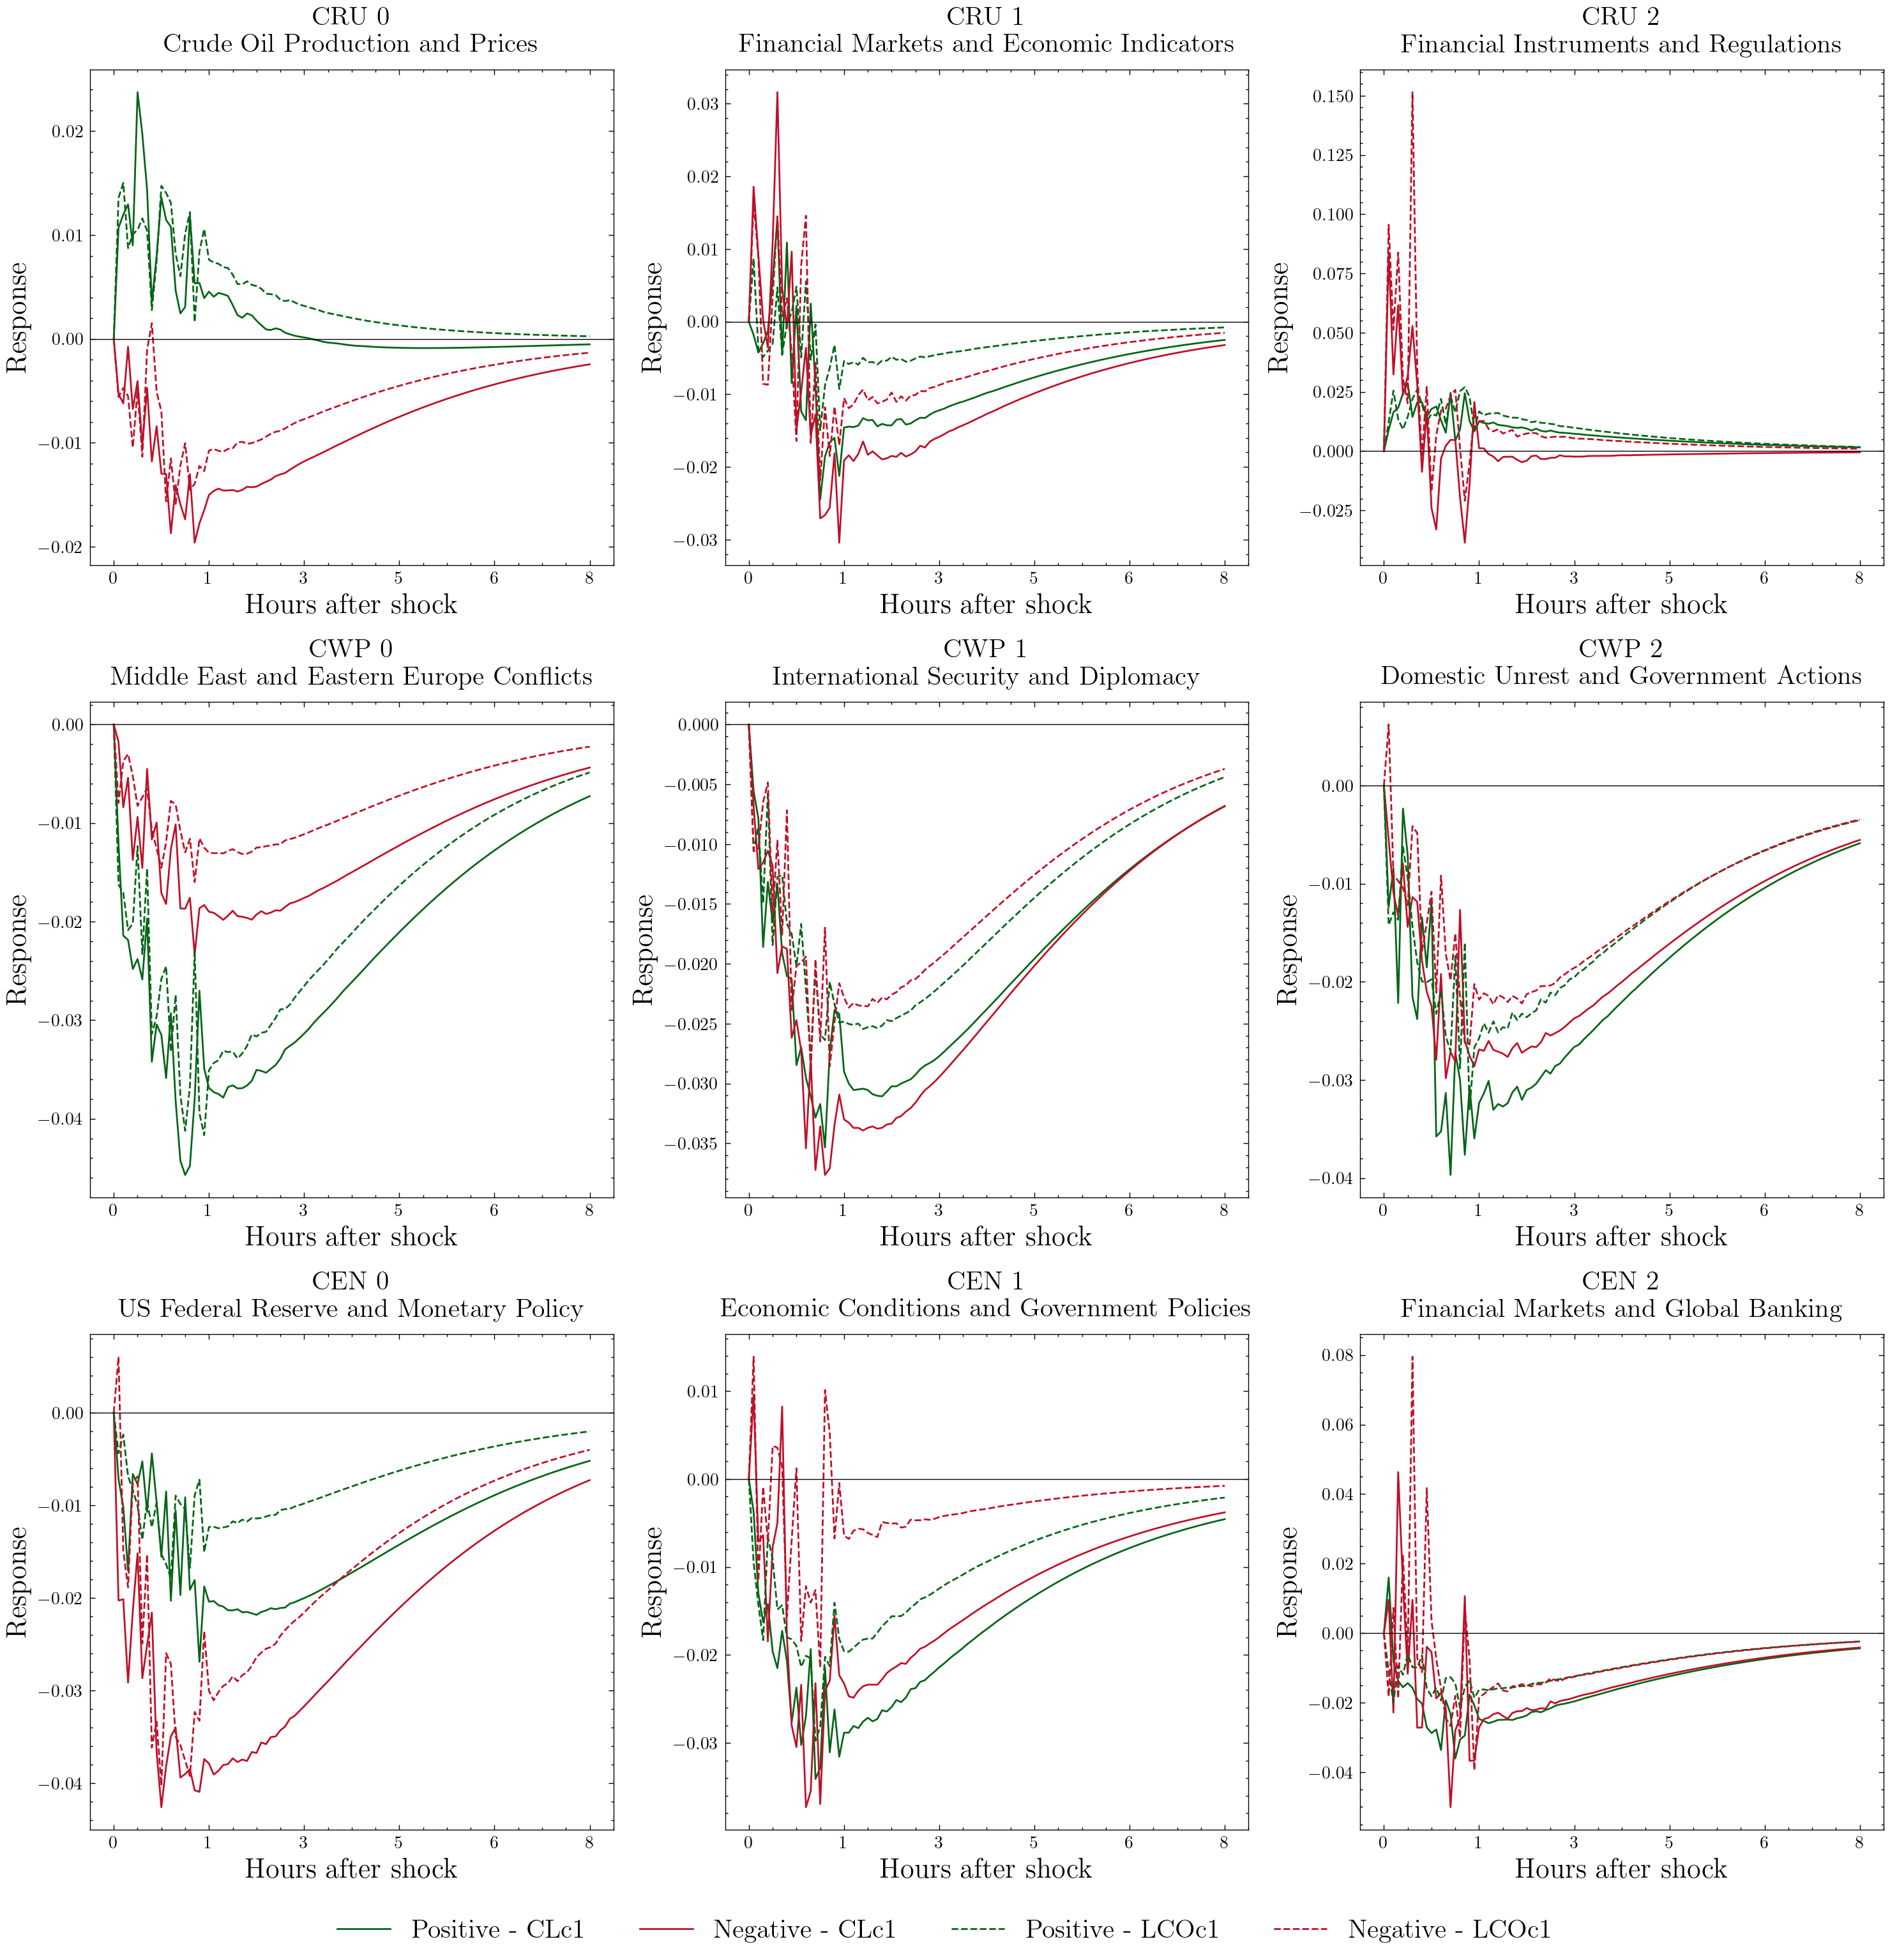 CRU 0
Crude Oil Production and Prices
0.02
0.01
0.00
−0.01
−0.02
Response
0 1 3 5 6 8
Hours after shock
CRU 1
Financial Markets and Economic Indicators
0.03
0.02
0.01
0.00
−0.01
−0.02
−0.03
Response
0 1 3 5 6 8
Hours after shock
CRU 2
Financial Instruments and Regulations
0.150
0.125
0.100
0.075
0.050
0.025
0.000
−0.025
Response
0 1 3 5 6 8
Hours after shock
CWP 0
Middle East and Eastern Europe Conflicts
0.00
−0.01
−0.02
−0.03
−0.04
Response
0 1 3 5 6 8
Hours after shock
CWP 1
International Security and Diplomacy
0.000
−0.005
−0.010
−0.015
−0.020
−0.025
−0.030
−0.035
Response
0 1 3 5 6 8
Hours after shock
CWP 2
Domestic Unrest and Government Actions
0.00
−0.01
−0.02
−0.03
−0.04
Response
0 1 3 5 6 8
Hours after shock
CEN 0
US Federal Reserve and Monetary Policy
0.00
−0.01
−0.02
−0.03
−0.04
Response
0 1 3 5 6 8
Hours after shock
CEN 1
Economic Conditions and Government Policies
0.01
0.00
−0.01
−0.02
−0.03
Response
0 1 3 5 6 8
Hours after shock
CEN 2
Financial Markets and Global Banking
0.08
0.06
0.04
0.02
0.00
−0.02
−0.04
Response
0 1 3 5 6 8
Hours after shock
Positive - CLc1 Negative - CLc1 Positive - LCOc1 Negative - LCOc1